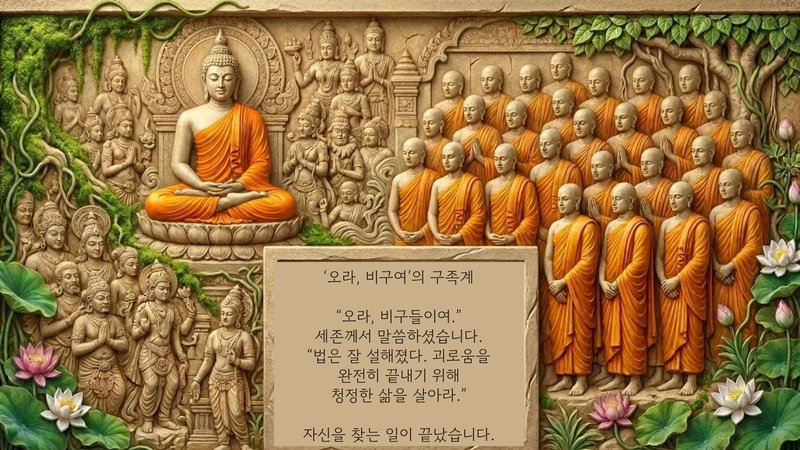 ‘오라, 비구여’의 구족계
“오라, 비구들이여.”
세존께서 말씀하셨습니다.
“법은 잘 설해졌다. 괴로움을
완전히 끝내기 위해
청정한 삶을 살아라.”
자신을 찾는 일이 끝났습니다.